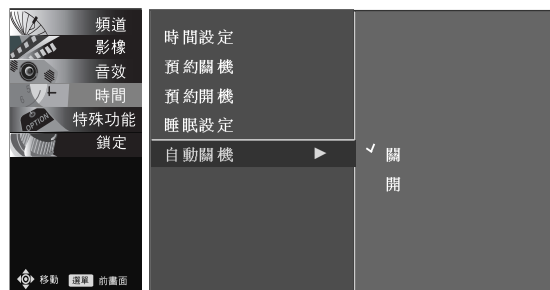 頻道
影像
音效
時間
OPTION 特殊功能
鎖定
移動 選單 前畫面
時間設定
預約關機
預約開機
睡眠設定
自動關機 ▶
✓ 關
開